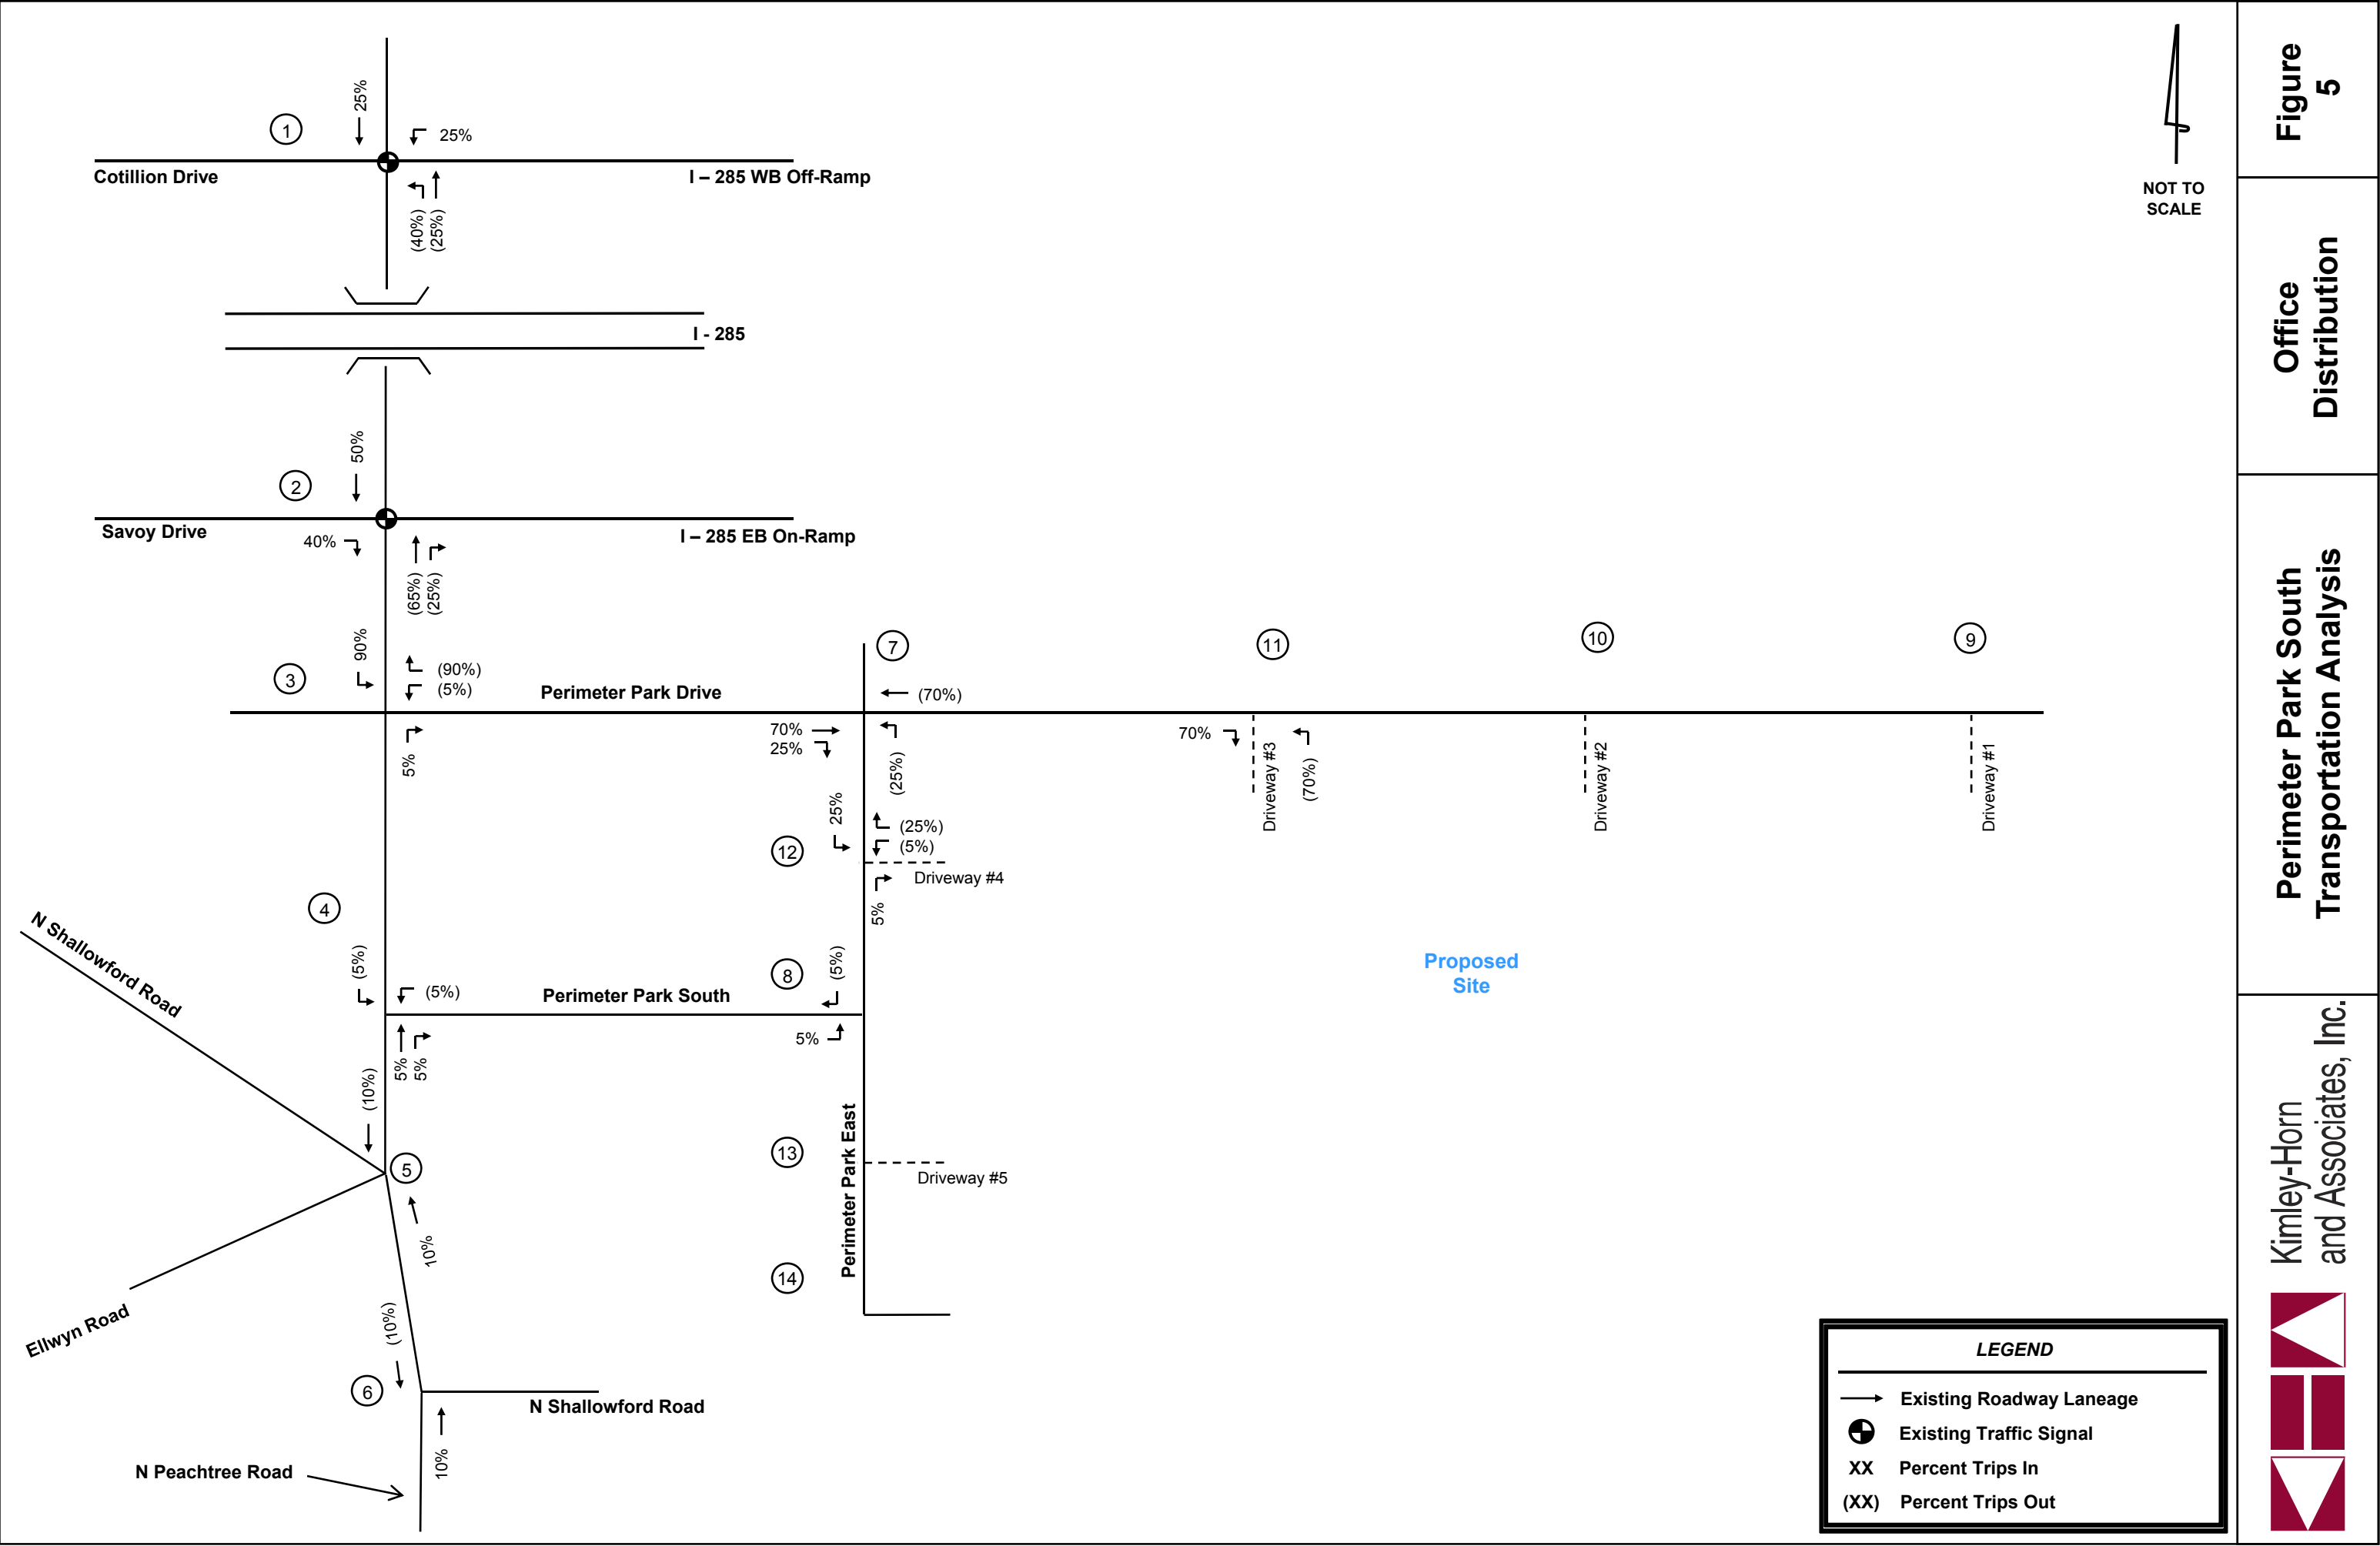 1
25%
25%
Cotillion Drive
I – 285 WB Off-Ramp
(40%)
(25%)
I - 285
50%
2
Savoy Drive
I – 285 EB On-Ramp
40%
(65%)
(25%)
90%
3
(90%)
(5%)
Perimeter Park Drive
5%
7
(70%)
70%
25%
(25%)
11
70%
Driveway #3
(70%)
10
Driveway #2
9
Driveway #1
25%
12
(25%)
(5%)
Driveway #4
5%
4
N Shallowford Road
(5%)
(5%)
Perimeter Park South
8
(5%)
5%
5%
5%
(10%)
Proposed
Site
5
10%
Ellwyn Road
Perimeter Park East
13
Driveway #5
14
(10%)
6
N Shallowford Road
10%
N Peachtree Road
NOT TO
SCALE
LEGEND
Existing Roadway Laneage
Existing Traffic Signal
XX Percent Trips In
(XX) Percent Trips Out
Figure
5
Office
Distribution
Perimeter Park South
Transportation Analysis
Kimley-Horn
and Associates, Inc.